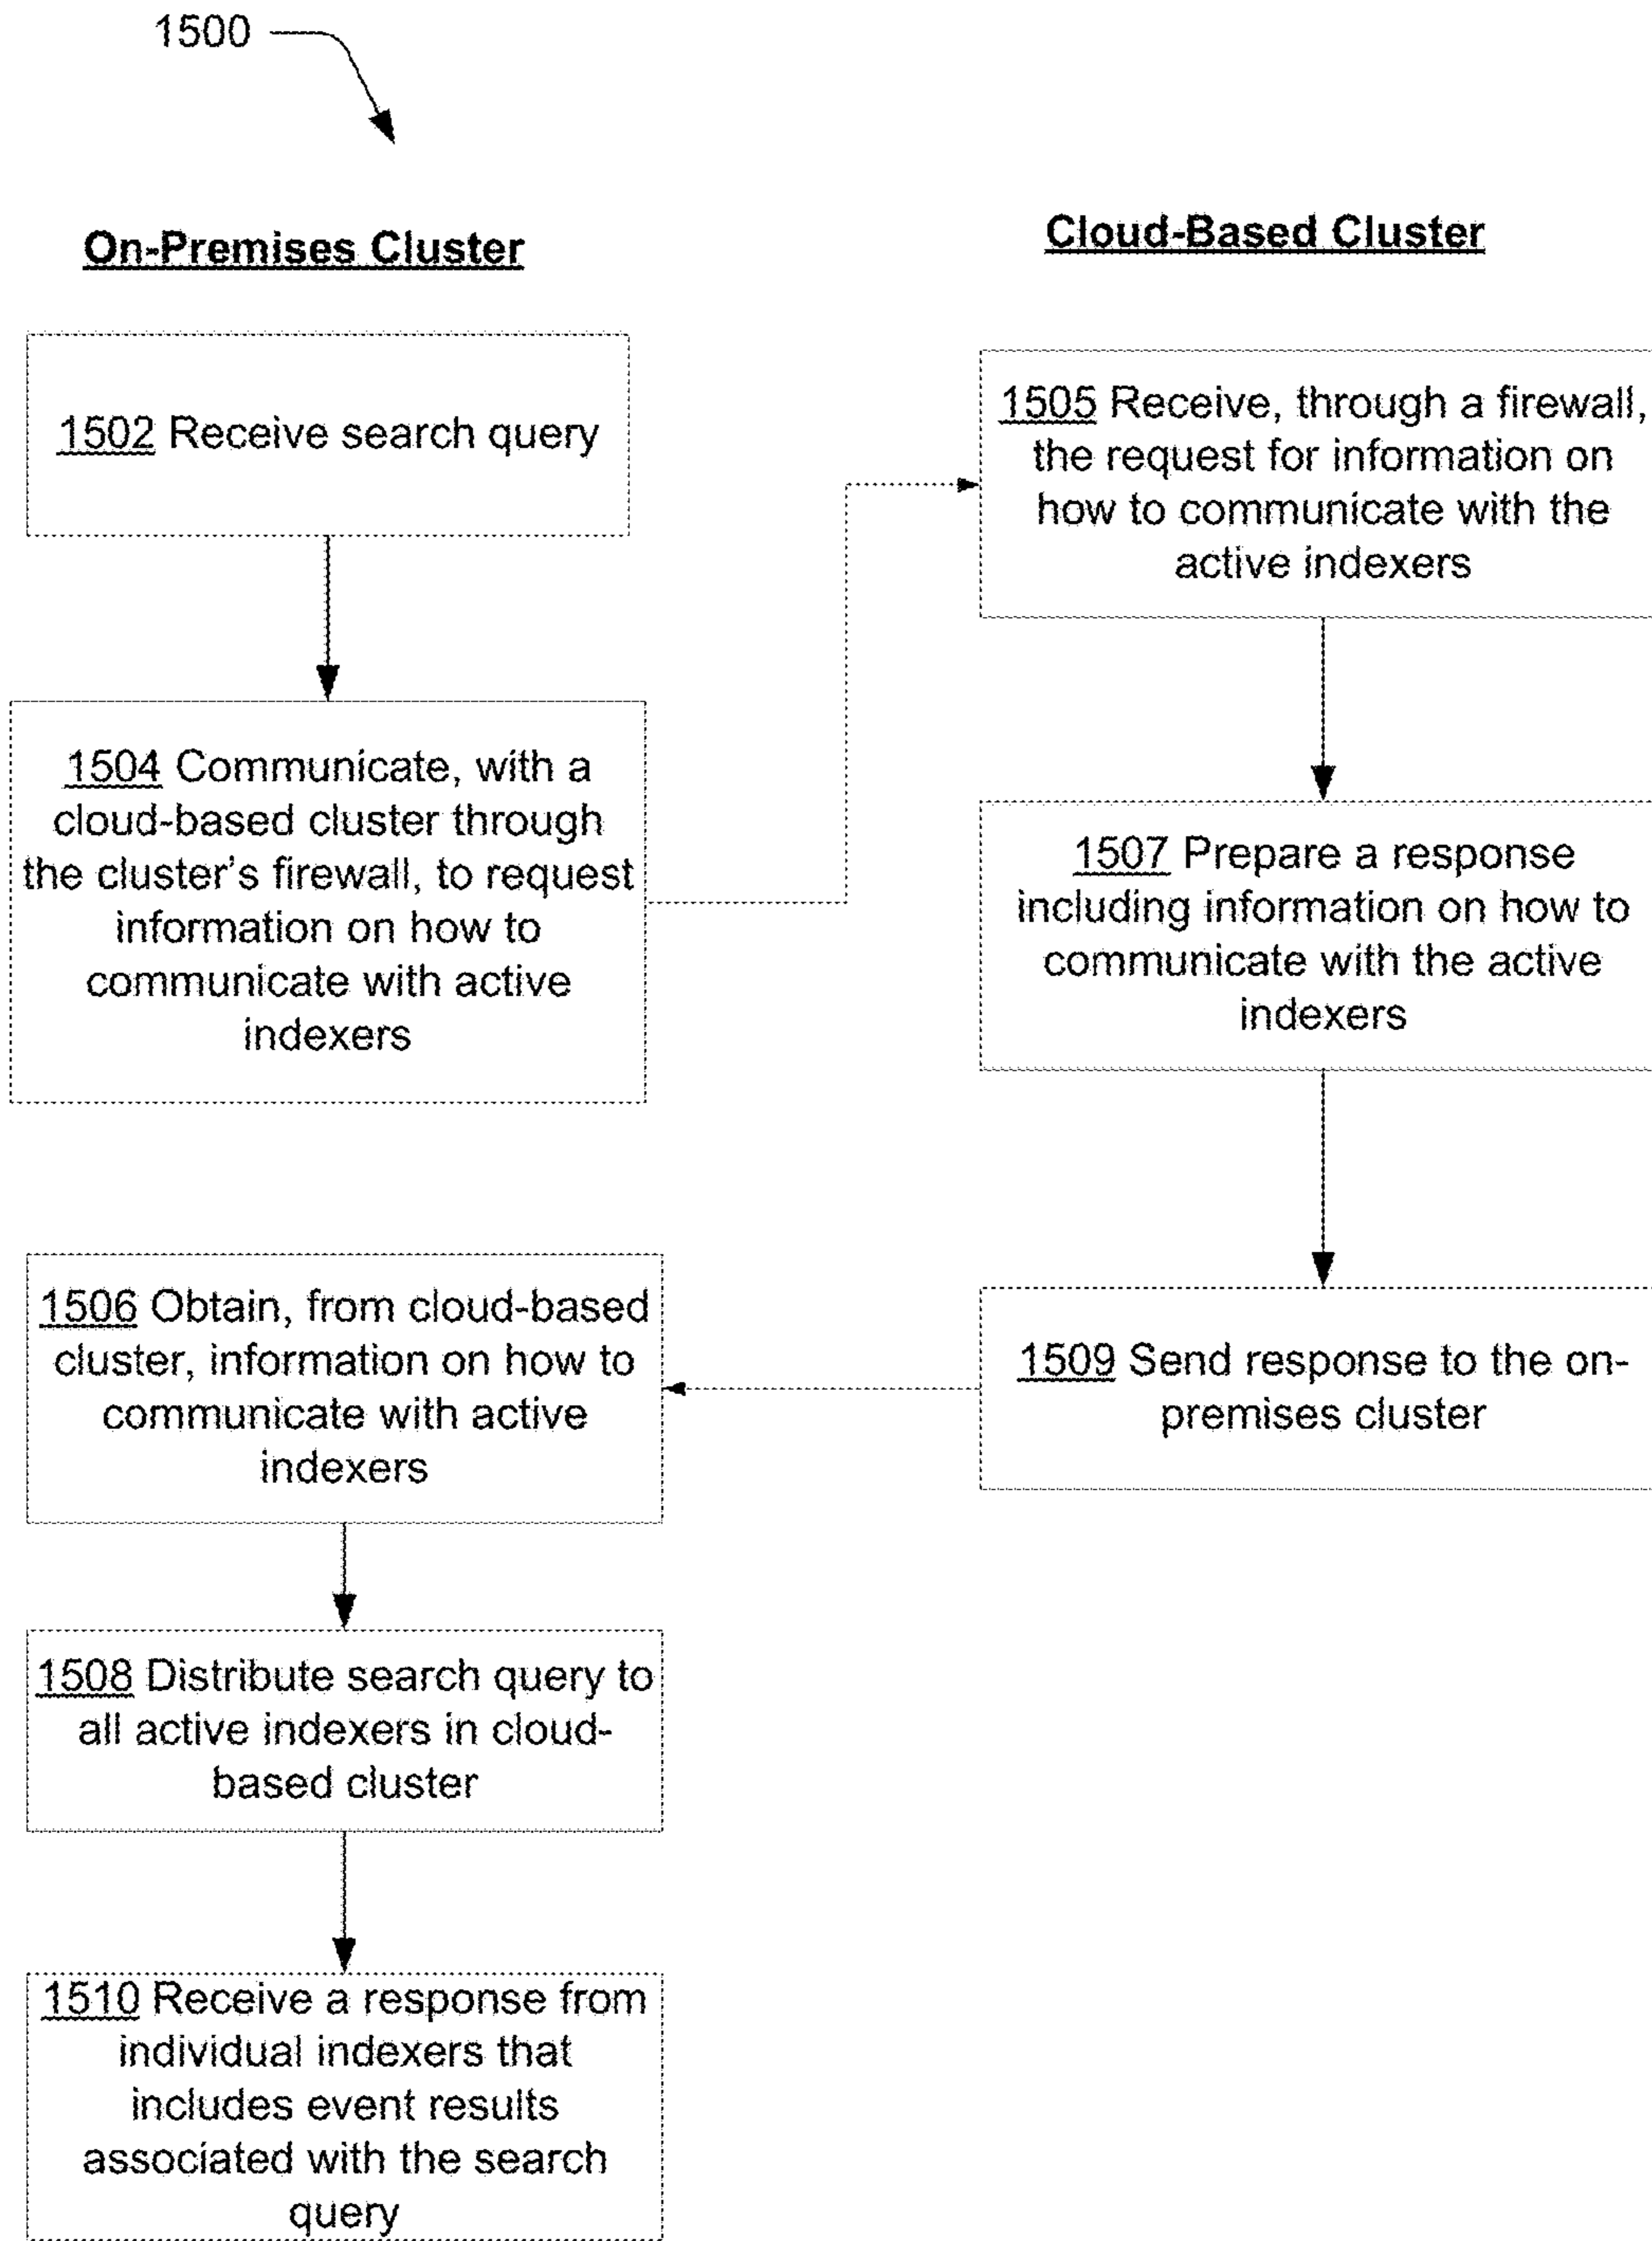 1500
On-Premises Cluster
Cloud-Based Cluster
1502 Receive search query
1504 Communicate, with a
cloud-based cluster through
the cluster's firewall, to request
information on how to
communicate with active
indexers
1505 Receive, through a firewall,
the request for information on
how to communicate with the
active indexers
1507 Prepare a response
including information on how to
communicate with the active
indexers
1509 Send response to the on-
premises cluster
1506 Obtain, from cloud-based
cluster, information on how to
communicate with active
indexers
1508 Distribute search query to
all active indexers in cloud-
based cluster
1510 Receive a response from
individual indexers that
includes event results
associated with the search
query